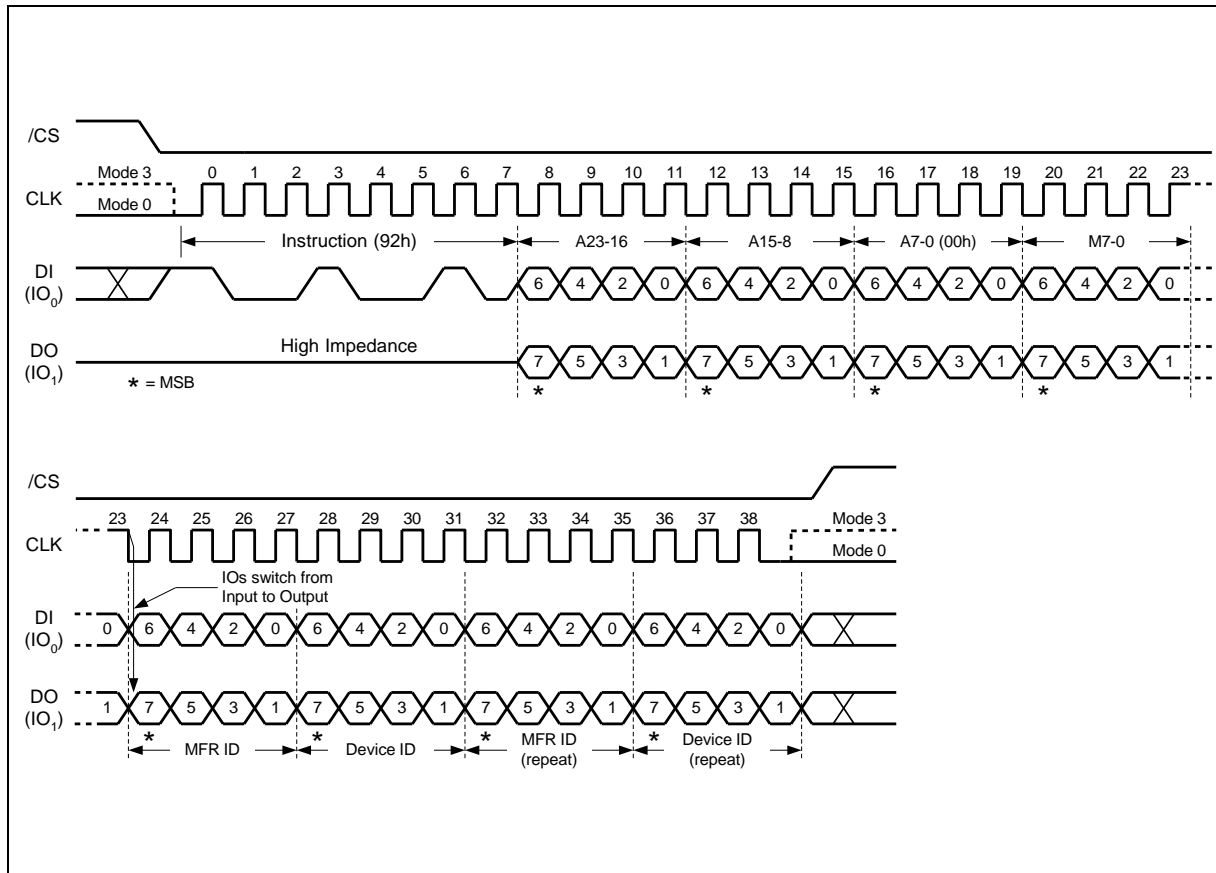 /CS
Mode 3 0 1 2 3 4 5 6 7 8 9 10 11 12 13 14 15 16 17 18 19 20 21 22 23
CLK Mode 0
Instruction (92h) A23-16 A15-8 A7-0 (00h) M7-0
DI
(IO0) 6 4 2 0 6 4 2 0 6 4 2 0 6 4 2 0
High Impedance
DO
(IO1) 7 5 3 1 7 5 3 1 7 5 3 1 7 5 3 1
* = MSB * * * *
/CS
23 24 25 26 27 28 29 30 31 32 33 34 35 36 37 38 Mode 3
CLK Mode 0
IOs switch from
Input to Output
DI
(IO0) 0 6 4 2 0 6 4 2 0 6 4 2 0 6 4 2 0
DO
(IO1) 1 7 5 3 1 7 5 3 1 7 5 3 1 7 5 3 1
* * * *
MFR ID Device ID MFR ID
(repeat) Device ID
(repeat)